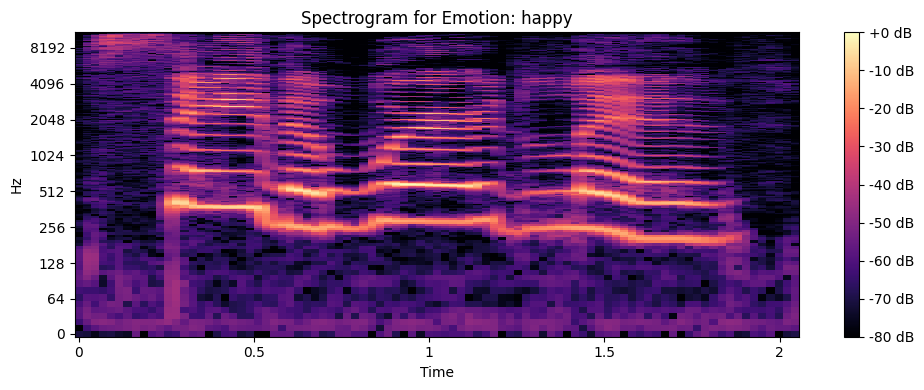 Spectrogram for Emotion: happy
Hz
8192
4096
2048
1024
512
256
128
64
0
0
0.5
1
1.5
2
Time
+0 dB
-10 dB
-20 dB
-30 dB
-40 dB
-50 dB
-60 dB
-70 dB
-80 dB